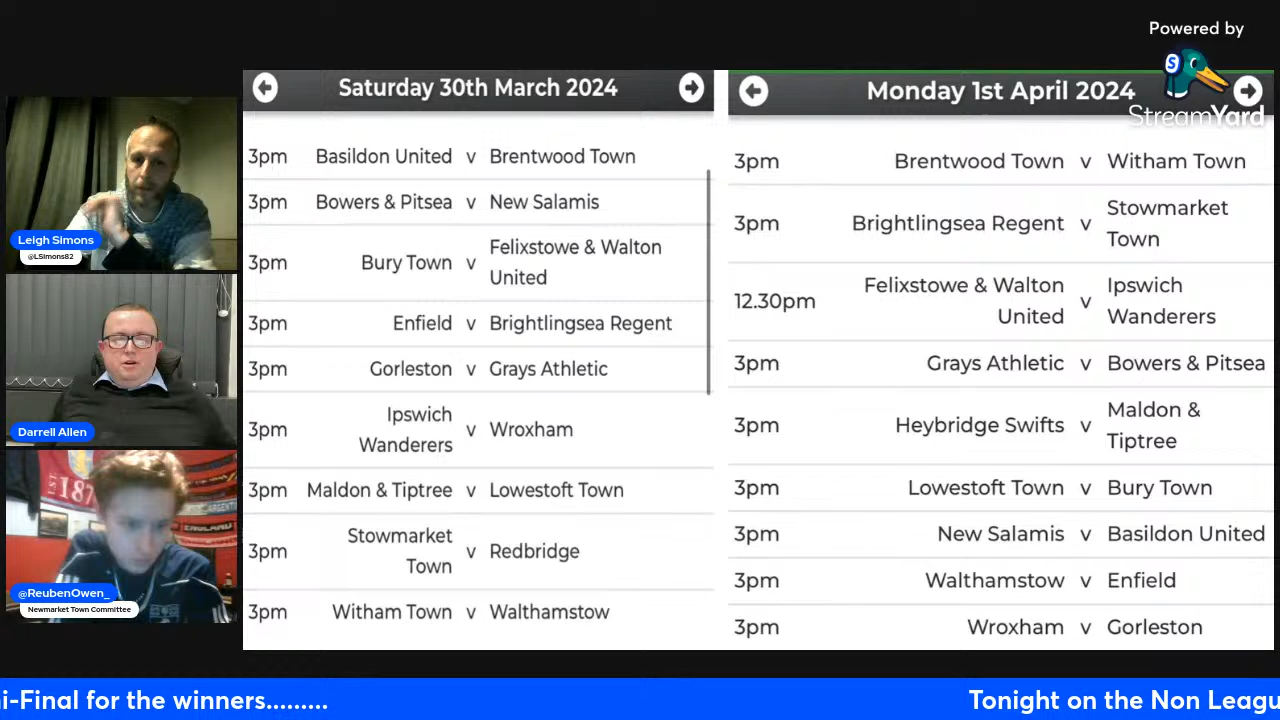 Powered by
StreamYard
Saturday 30th March 2024
3pm Basildon United v Brentwood Town
3pm Bowers & Pitsea v New Salamis
3pm Bury Town v Felixstowe & Walton
United
3pm Enfield v Brightlingsea Regent
3pm Gorleston v Grays Athletic
3pm Ipswich
Wanderers v Wroxham
3pm Maldon & Tiptree v Lowestoft Town
3pm Stowmarket
Town v Redbridge
3pm Witham Town v Walthamstow
Monday 1st April 2024
3pm Brentwood Town v Witham Town
3pm Brightlingsea Regent v Stowmarket
Town
12.30pm Felixstowe & Walton
United v Ipswich
Wanderers
3pm Grays Athletic v Bowers & Pitsea
3pm Heybridge Swifts v Maldon &
Tiptree
3pm Lowestoft Town v Bury Town
3pm New Salamis v Basildon United
3pm Walthamstow v Enfield
3pm Wroxham v Gorleston
Leigh Simons
@LSimons82
Darrell Allen
EST 187
ENGLAND
@ReubenOwen_
Newmarket Town Committee
i-Final for the winners.........
Tonight on the Non Leagu